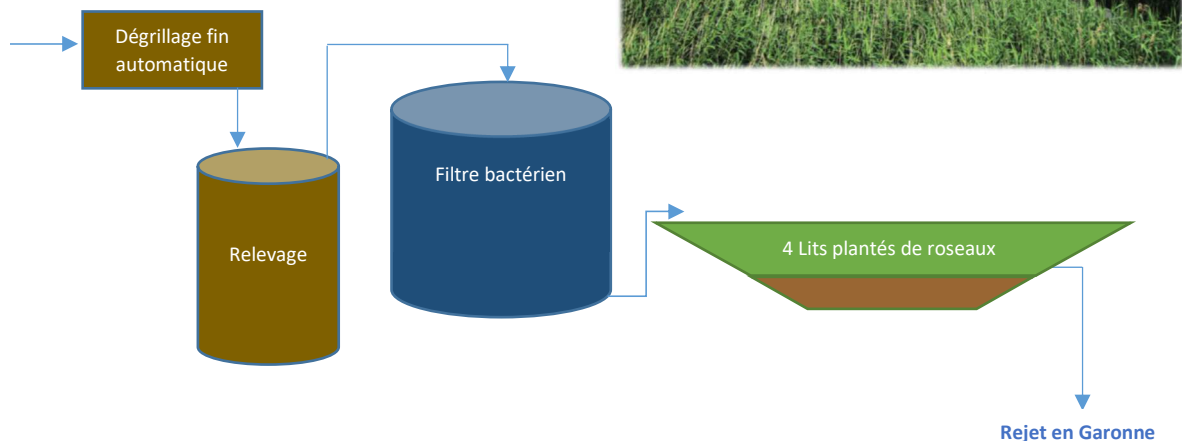 Dégrillage fin
automatique
Filtre bactérien
Relevage
4 Lits plantés de roseaux
Rejet en Garonne